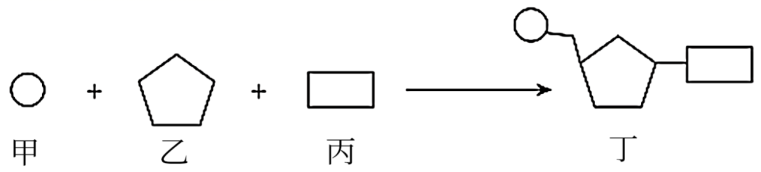 + +
甲 乙 丙 丁